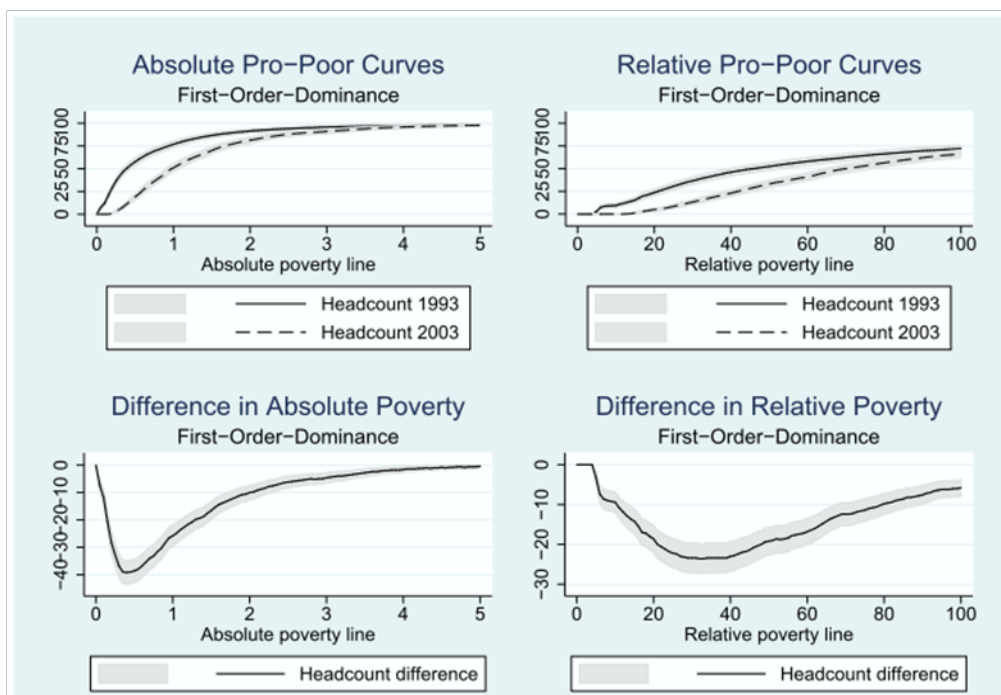 Absolute Pro−Poor Curves
First−Order−Dominance
0 25 50 75 100
0 1 2 3 4 5
Absolute poverty line
Headcount 1993
Headcount 2003
Relative Pro−Poor Curves
First−Order−Dominance
0 25 50 75 100
0 20 40 60 80 100
Relative poverty line
Headcount 1993
Headcount 2003
Difference in Absolute Poverty
First−Order−Dominance
−40 −30 −20 −10 0
0 1 2 3 4 5
Absolute poverty line
Headcount difference
Difference in Relative Poverty
First−Order−Dominance
0
−10
−20
−30
0 20 40 60 80 100
Relative poverty line
Headcount difference